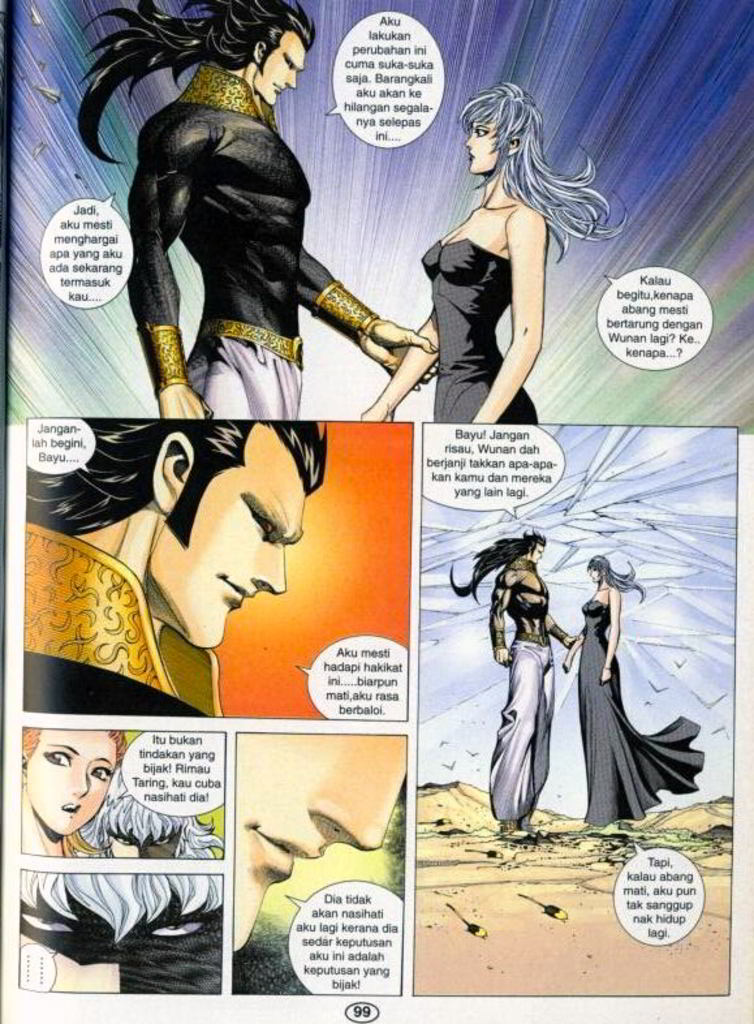 Aku
lakukan
perubahan ini
cuma suka-suka
saja. Barangkali
aku akan ke
hilangan segala-
nya selepas
ini....
Jadi,
aku mesti
menghargai
apa yang aku
ada sekarang
termasuk
kau....
Kalau
begitu,kenapa
abang mesti
bertarung dengan
Wunan lagi? Ke..
kenapa...?
Jangan-
lah begini,
Bayu....
Aku mesti
hadapi hakikat
ini.....biarpun
mati,aku rasa
berbaloi.
Bayu! Jangan
risau, Wunan dah
berjanji takkan apa-apa-
kan kamu dan mereka
yang lain lagi.
Tapi,
kalau abang
mati, aku pun
tak sanggup
nak hidup
lagi.
Itu bukan
tindakan yang
bijak! Rimau
Taring, kau cuba
nasihati dia!
......
Dia tidak
akan nasihati
aku lagi kerana dia
sedar keputusan
aku ini adalah
keputusan yang
bijak!
99